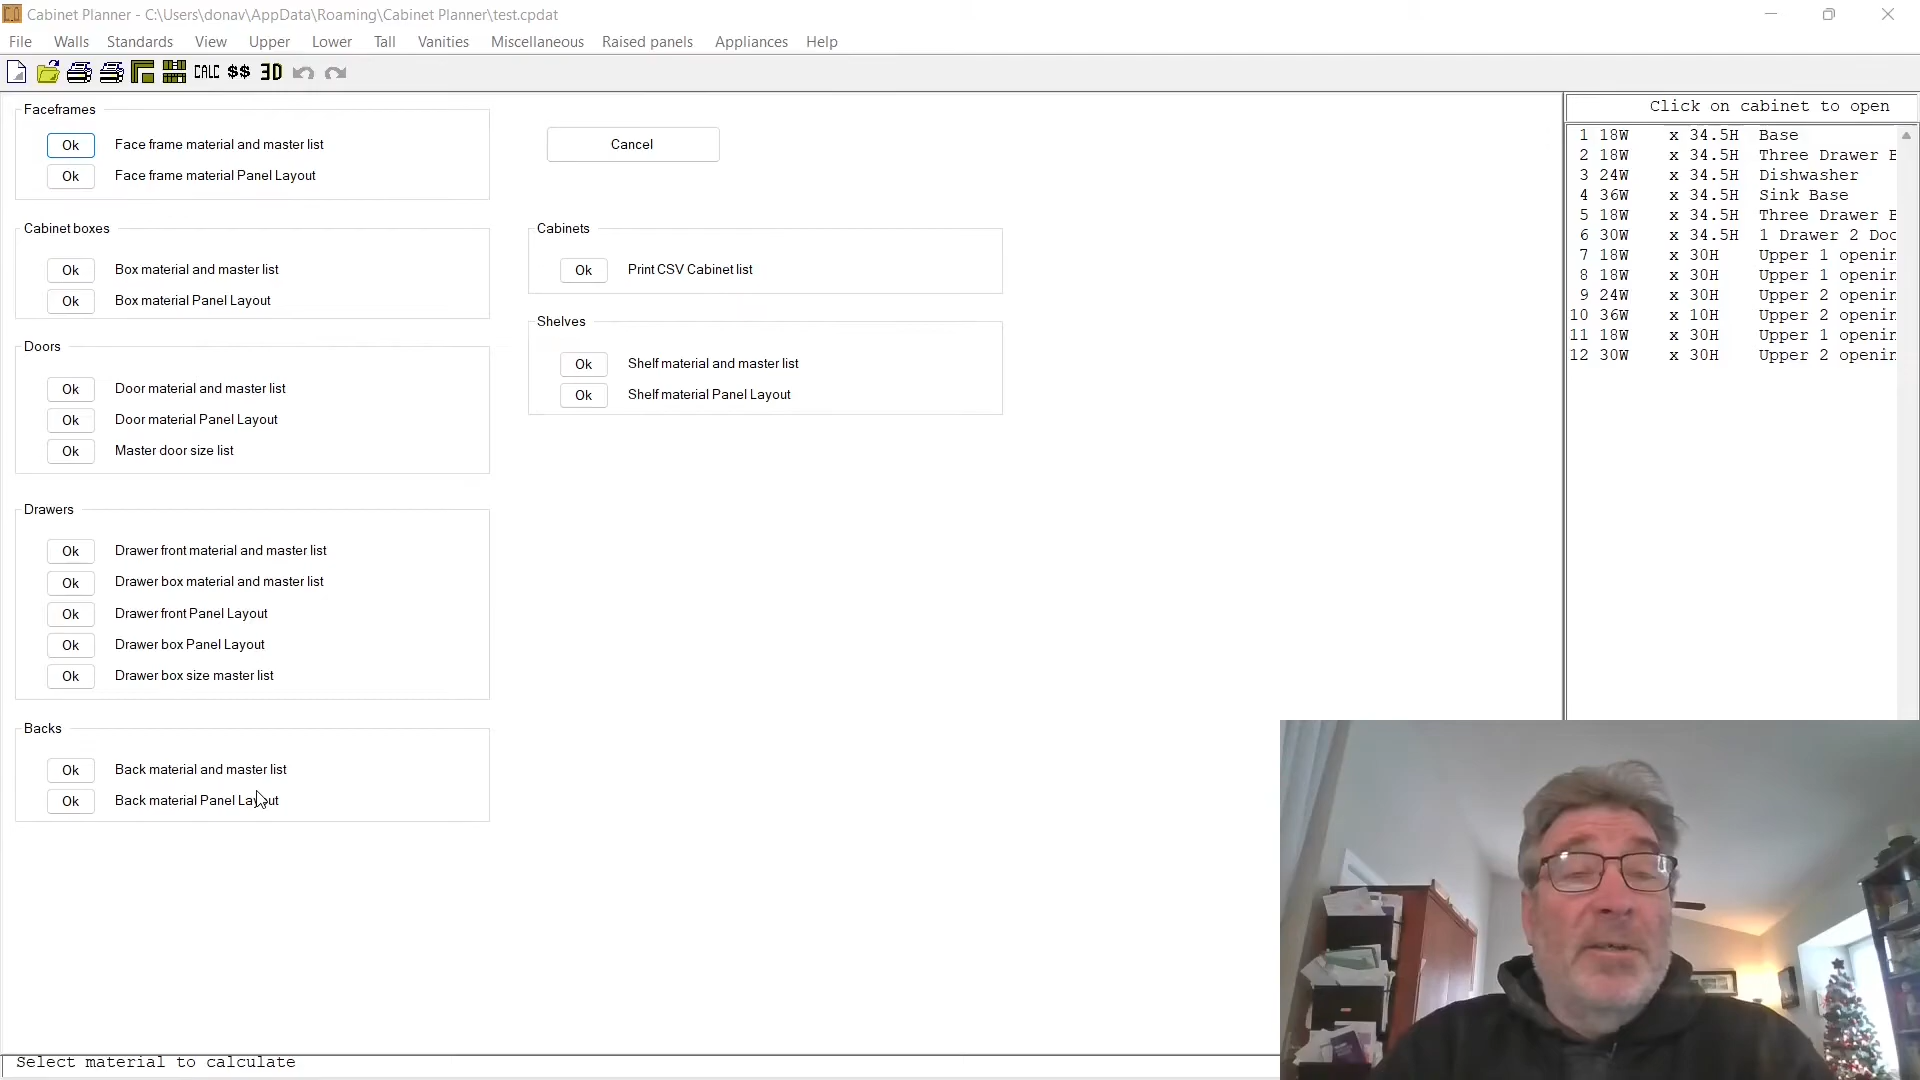 Cabinet Planner - C:\Users\donav\AppData\Roaming\Cabinet Planner\test.cpdat
File Walls Standards View Upper Lower Tall Vanities Miscellaneous Raised panels Appliances Help
CALC $$ 3D
Faceframes
Ok Face frame material and master list
Ok Face frame material Panel Layout
Cancel
Cabinet boxes
Ok Box material and master list
Ok Box material Panel Layout
Cabinets
Ok Print CSV Cabinet list
Doors
Ok Door material and master list
Ok Door material Panel Layout
Ok Master door size list
Shelves
Ok Shelf material and master list
Ok Shelf material Panel Layout
Drawers
Ok Drawer front material and master list
Ok Drawer box material and master list
Ok Drawer front Panel Layout
Ok Drawer box Panel Layout
Ok Drawer box size master list
Backs
Ok Back material and master list
Ok Back material Panel Layout
Click on cabinet to open
1 18W x 34.5H Base
2 18W x 34.5H Three Drawer
3 24W x 34.5H Dishwasher
4 36W x 34.5H Sink Base
5 18W x 34.5H Three Drawer
6 30W x 34.5H 1 Drawer 2
7 18W x 30H Upper 1
8 18W x 30H Upper 1
9 24W x 30H Upper 2
10 36W x 10H Upper 2
11 18W x 30H Upper 1
12 30W x 30H Upper 2
Select material to calculate